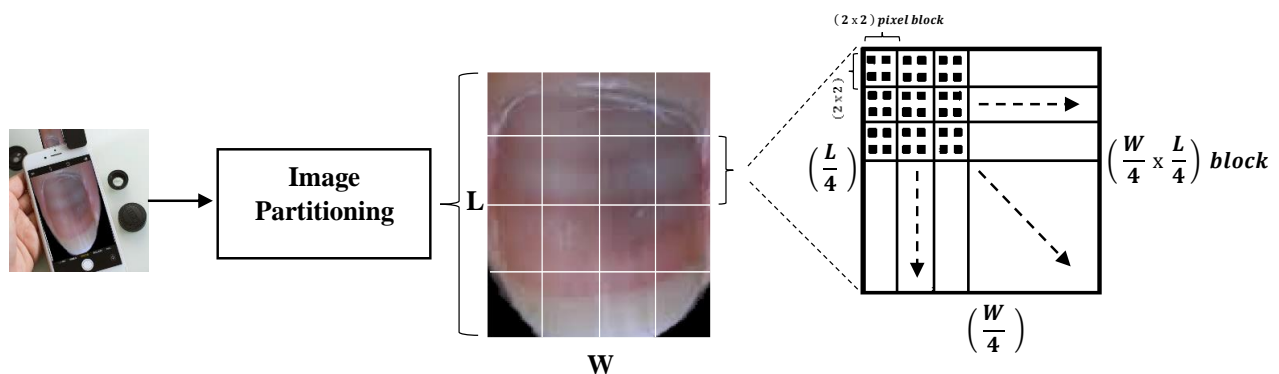 (2 x 2) pixel block
(2 x 2)
Image
Partitioning
L
W
(L/4)
(W/4 x L/4) block
(W/4)